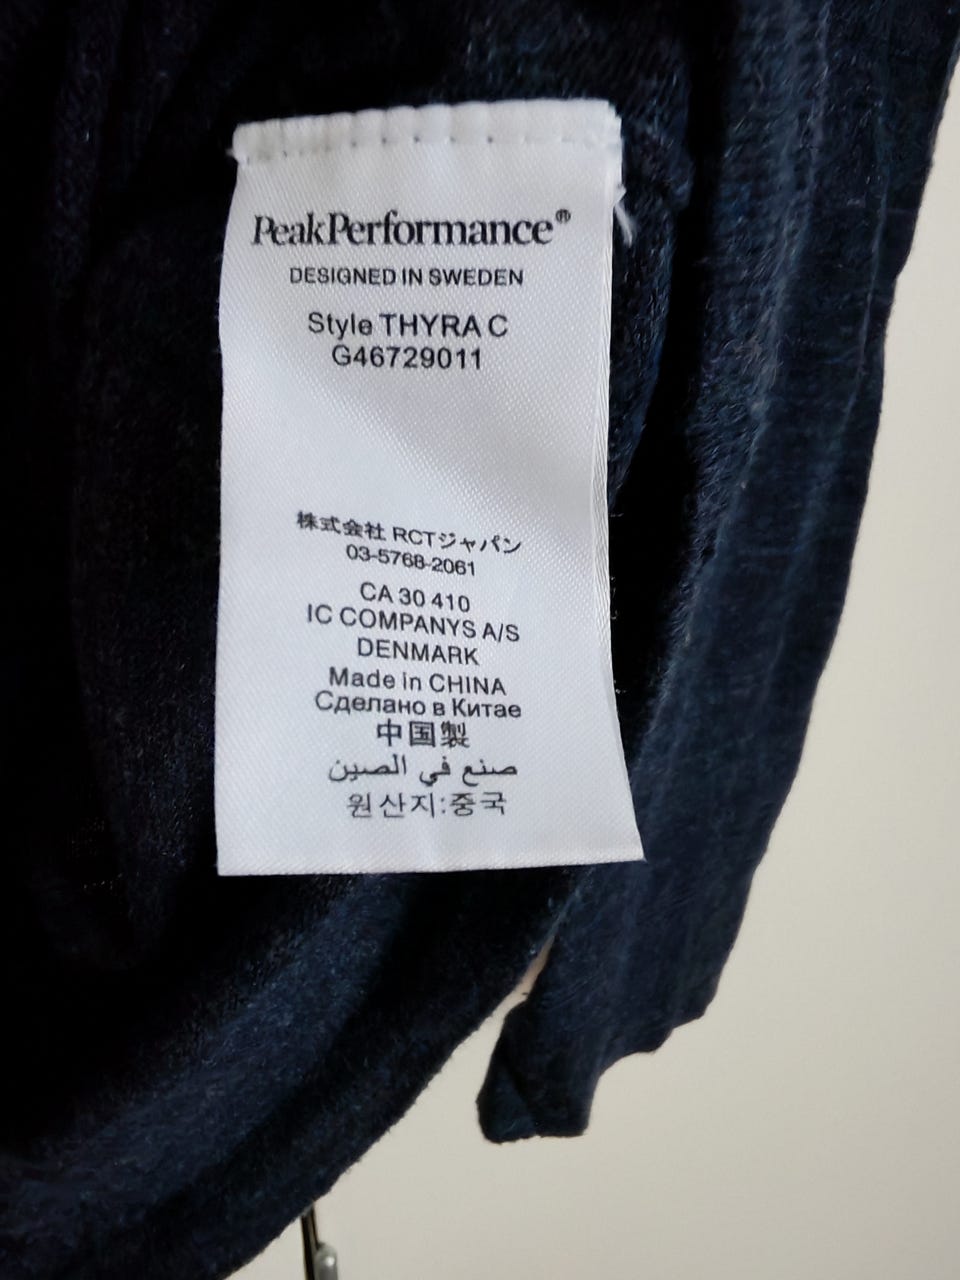 PeakPerformance®
DESIGNED IN SWEDEN
Style THYRA C
G46729011
株式会社 RCTジャパン
03-5768-2061
CA 30 410
IC COMPANYS A/S
DENMARK
Made in CHINA
Сделано в Китае
中国製
صنع في الصين
원산지:중국